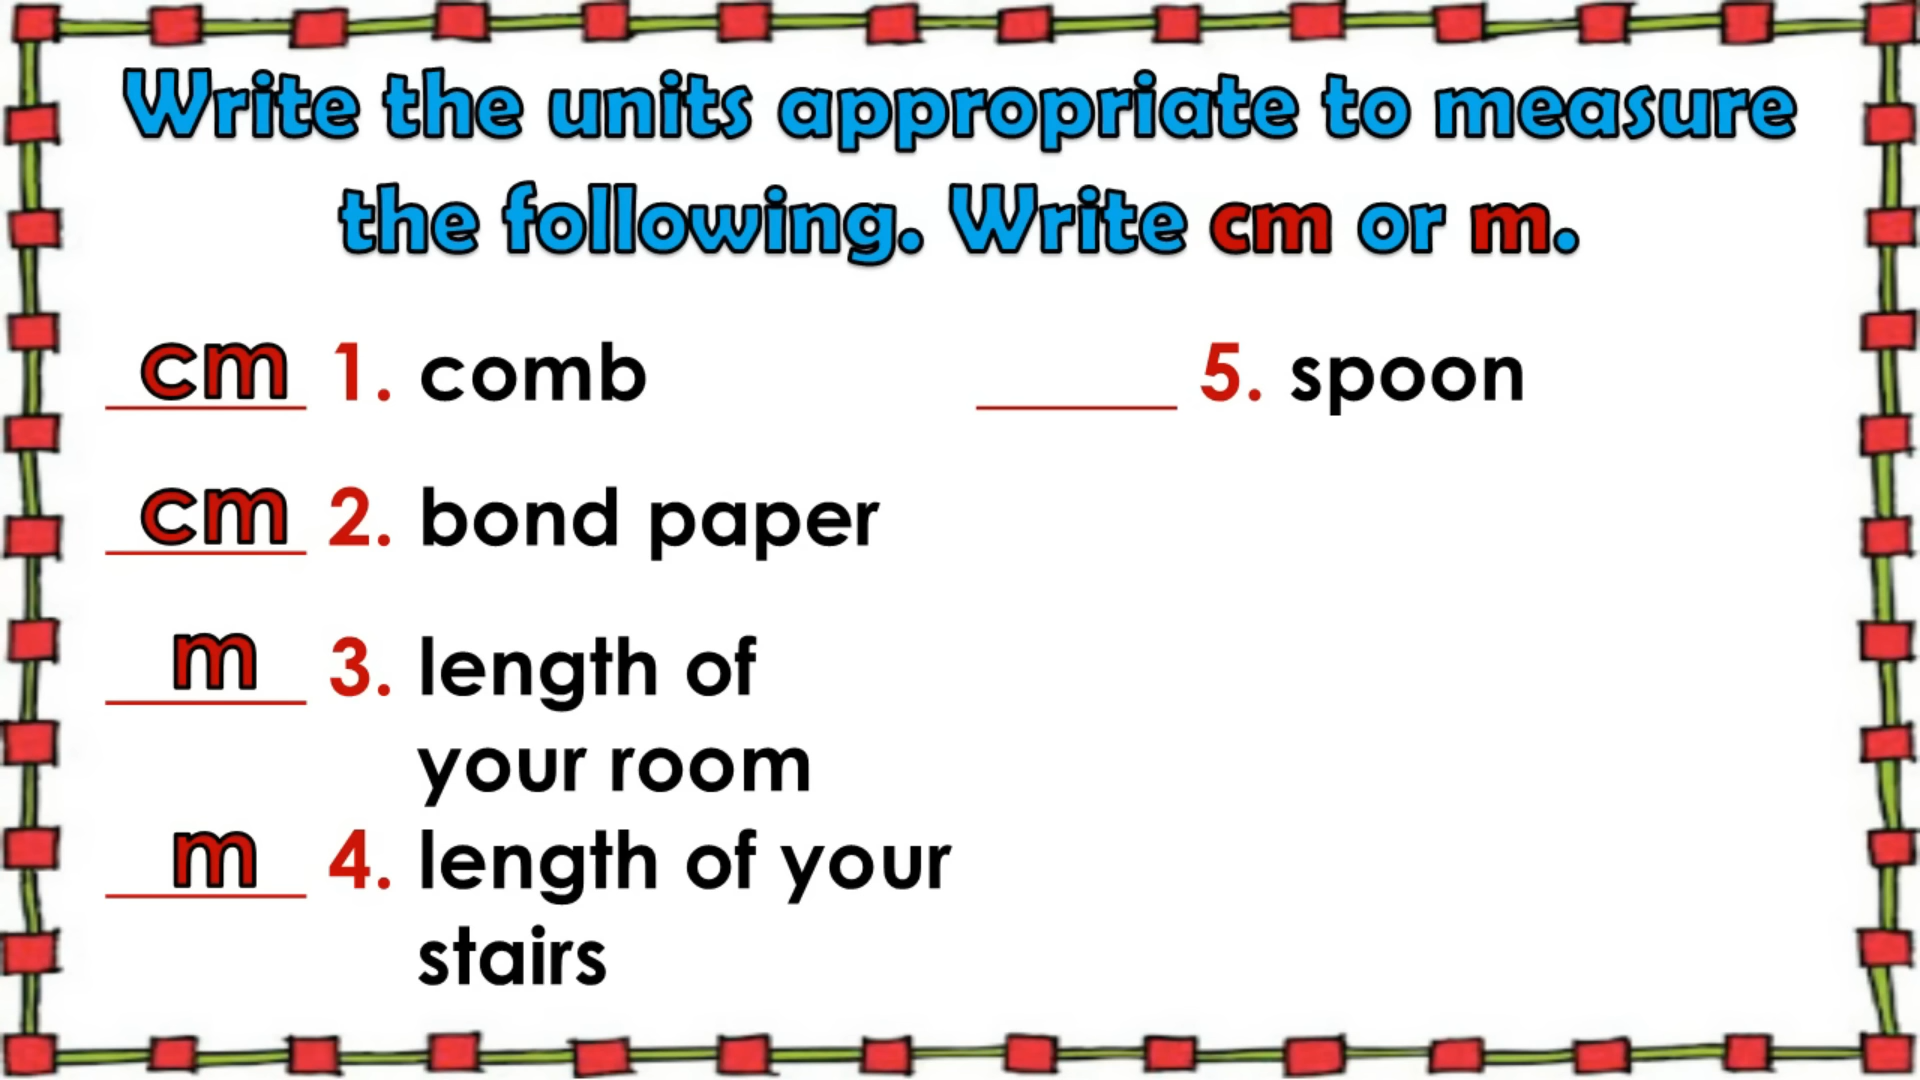 Write the units appropriate to measure
the following. Write cm or m.
cm 1. comb
cm 2. bond paper
m 3. length of
your room
m 4. length of your
stairs
______ 5. spoon